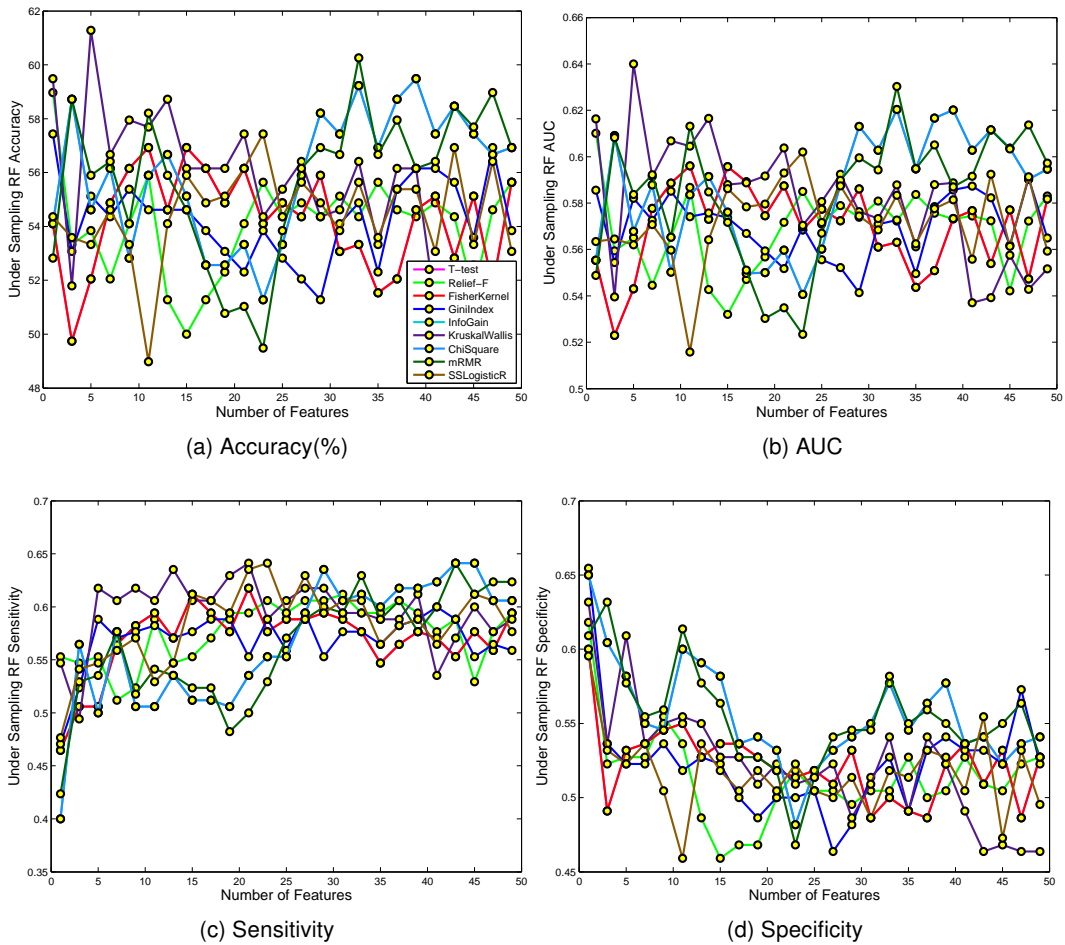 62
60
58
56
54
52
50
48
0 5 10 15 20 25 30 35 40 45 50
Under Sampling RF Accuracy
Number of Features
T-test
Relief-F
FisherKernel
GiniIndex
InfoGain
KruskalWallis
ChiSquare
mRMR
SSLogisticR
(a) Accuracy(%)
0.66
0.64
0.62
0.6
0.58
0.56
0.54
0.52
0.5
0 5 10 15 20 25 30 35 40 45 50
Under Sampling RF AUC
Number of Features
(b) AUC
0.7
0.65
0.6
0.55
0.5
0.45
0.4
0.35
0 5 10 15 20 25 30 35 40 45 50
Under Sampling RF Sensitivity
Number of Features
(c) Sensitivity
0.7
0.65
0.6
0.55
0.5
0.45
0 5 10 15 20 25 30 35 40 45 50
Under Sampling RF Specificity
Number of Features
(d) Specificity